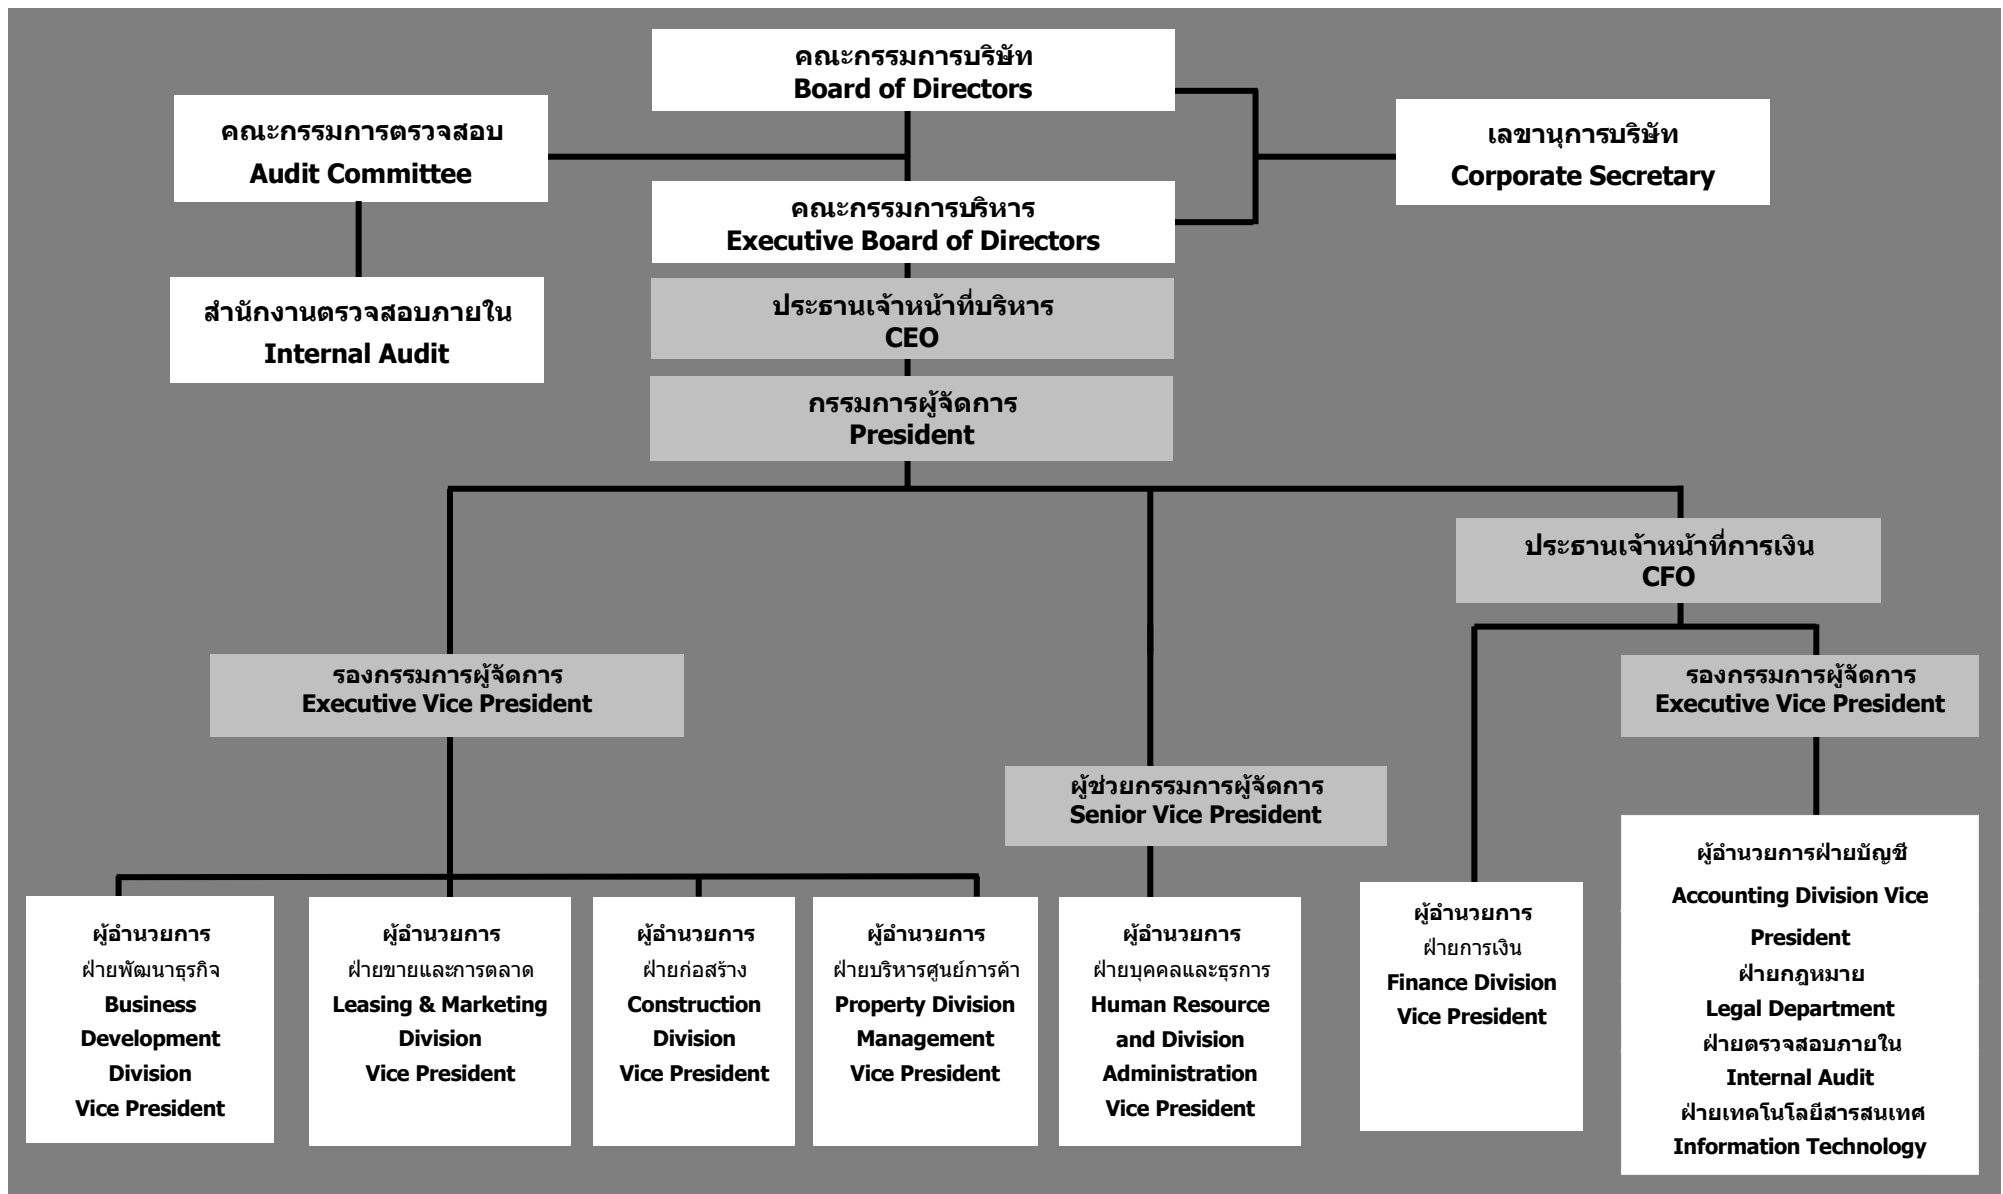 คณะกรรมการบริษัท
Board of Directors
คณะกรรมการตรวจสอบ
Audit Committee
เลขานุการบริษัท
Corporate Secretary
คณะกรรมการบริหาร
Executive Board of Directors
สำนักงานตรวจสอบภายใน
Internal Audit
ประธานเจ้าหน้าที่บริหาร
CEO
กรรมการผู้จัดการ
President
ประธานเจ้าหน้าที่การเงิน
CFO
รองกรรมการผู้จัดการ
Executive Vice President
รองกรรมการผู้จัดการ
Executive Vice President
ผู้ช่วยกรรมการผู้จัดการ
Senior Vice President
ผู้อำนวยการ
ฝ่ายพัฒนาธุรกิจ
Business
Development
Division
Vice President
ผู้อำนวยการ
ฝ่ายขายและการตลาด
Leasing & Marketing
Division
Vice President
ผู้อำนวยการ
ฝ่ายก่อสร้าง
Construction
Division
Vice President
ผู้อำนวยการ
ฝ่ายบริหารศูนย์การค้า
Property Division
Management
Vice President
ผู้อำนวยการ
ฝ่ายบุคคลและธุรการ
Human Resource
and Division
Administration
Vice President
ผู้อำนวยการ
ฝ่ายการเงิน
Finance Division
Vice President
ผู้อำนวยการฝ่ายบัญชี
Accounting Division Vice
President
ฝ่ายกฎหมาย
Legal Department
ฝ่ายตรวจสอบภายใน
Internal Audit
ฝ่ายเทคโนโลยีสารสนเทศ
Information Technology